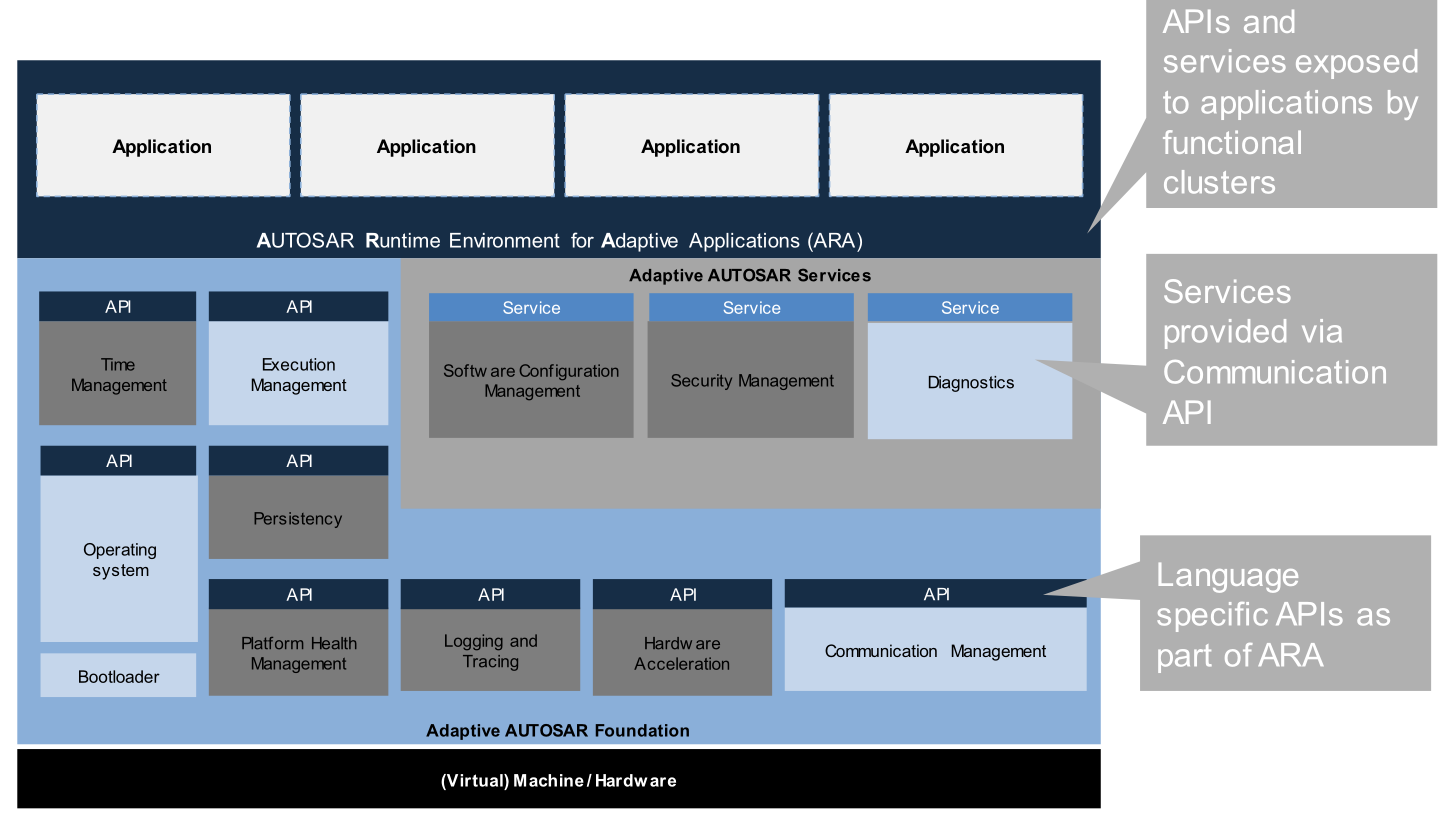 APIs and
services exposed
to applications by
functional
clusters
Application
Application
Application
Application
AUTOSAR Runtime Environment for Adaptive Applications (ARA)
Adaptive AUTOSAR Services
API
Time
Management
API
Execution
Management
Service
Software Configuration
Management
Service
Security Management
Service
Diagnostics
Services
provided via
Communication
API
API
Operating
system
API
Persistency
Bootloader
API
Platform Health
Management
API
Logging and
Tracing
API
Hardware
Acceleration
API
Communication Management
Language
specific APIs as
part of ARA
Adaptive AUTOSAR Foundation
(Virtual) Machine/Hardware